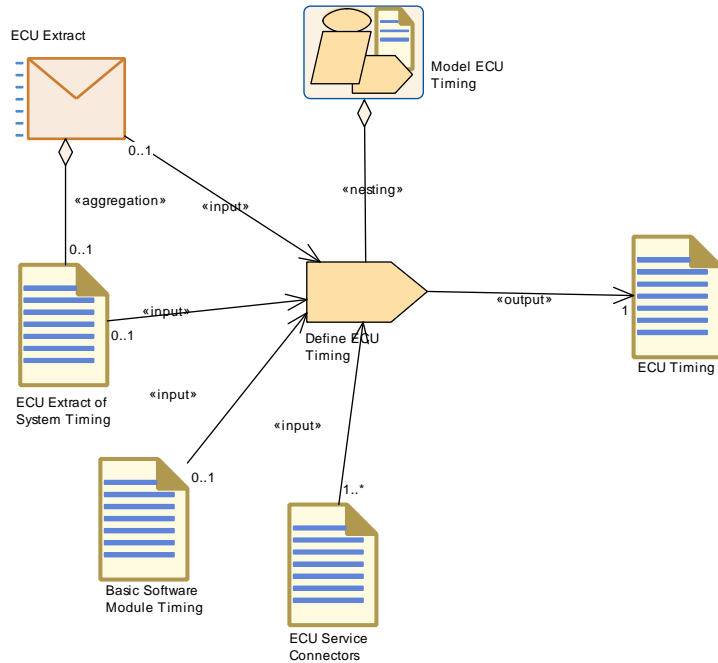 ECU Extract
Model ECU
Timing
0..1
«aggregation»
«input»
«nesting»
0..1
«input»
0..1
«output»
1
Define ECU
Timing
ECU Timing
ECU Extract of
System Timing
«input»
«input»
0..1
1..*
Basic Software
Module Timing
ECU Service
Connectors